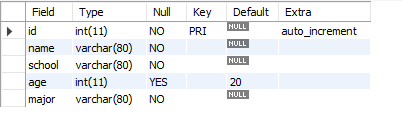 Field Type Null Key Default Extra
id int(11) NO PRI NULL auto_increment
name varchar(80) NO NULL
school varchar(80) NO NULL
age int(11) YES 20
major varchar(80) NO NULL